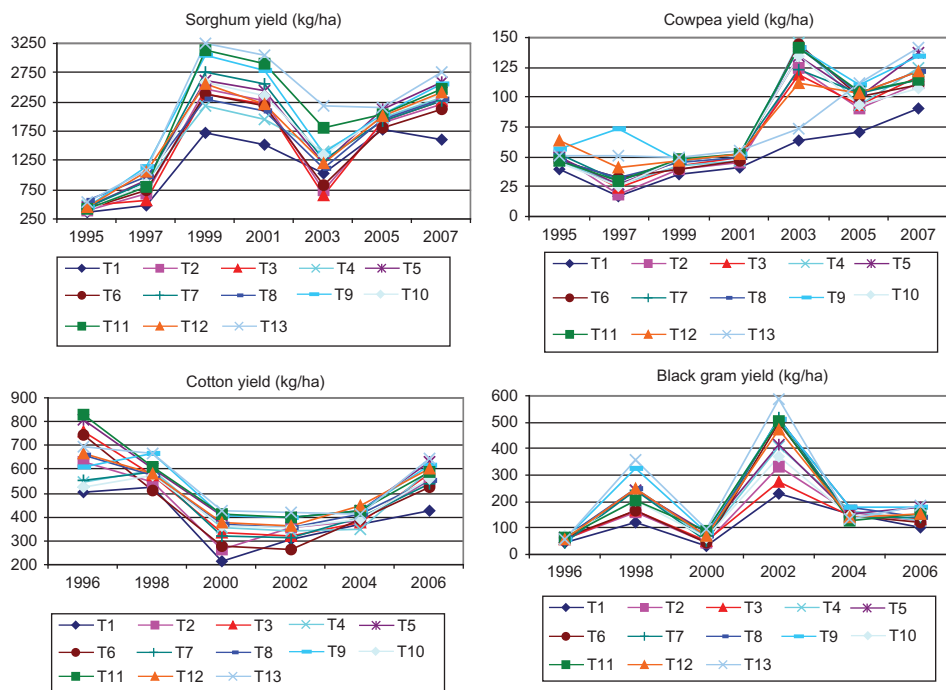 Sorghum yield (kg/ha)
3250
2750
2250
1750
1250
750
250
1995 1997 1999 2001 2003 2005 2007
T1 T2 T3 T4 T5
T6 T7 T8 T9 T10
T11 T12 T13
Cowpea yield (kg/ha)
150
125
100
75
50
25
0
1995 1997 1999 2001 2003 2005 2007
T1 T2 T3 T4 T5
T6 T7 T8 T9 T10
T11 T12 T13
Cotton yield (kg/ha)
900
800
700
600
500
400
300
200
1996 1998 2000 2002 2004 2006
T1 T2 T3 T4 T5
T6 T7 T8 T9 T10
T11 T12 T13
Black gram yield (kg/ha)
600
500
400
300
200
100
0
1996 1998 2000 2002 2004 2006
T1 T2 T3 T4 T5
T6 T7 T8 T9 T10
T11 T12 T13